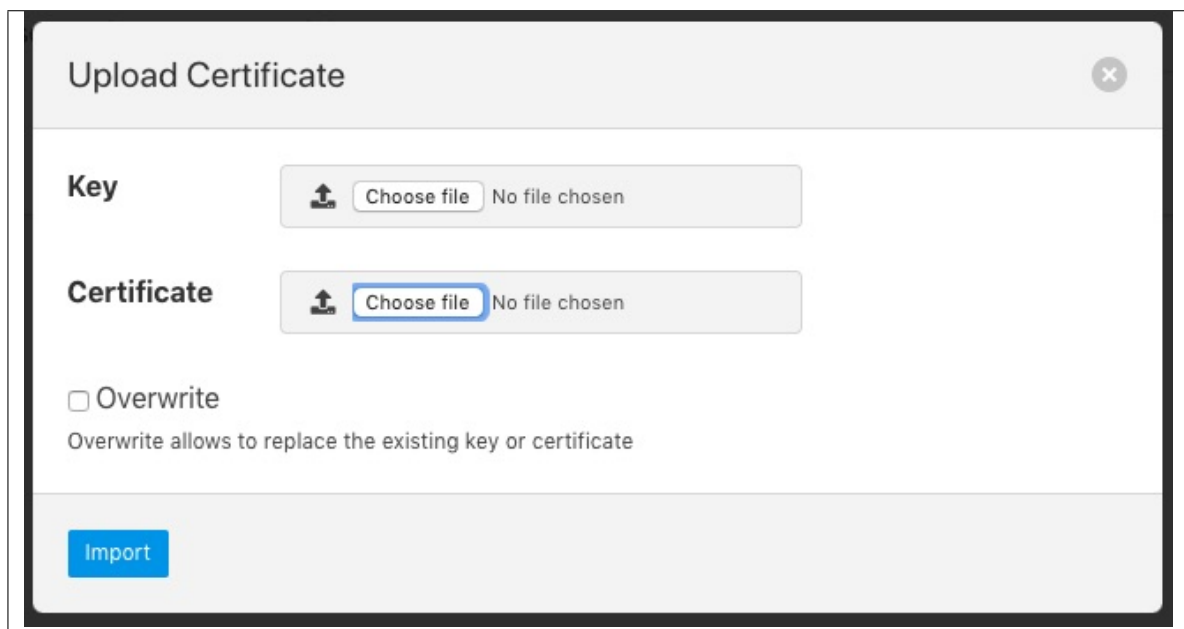 Upload Certificate
Key
Choose file No file chosen
Certificate
Choose file No file chosen
Overwrite
Overwrite allows to replace the existing key or certificate
Import